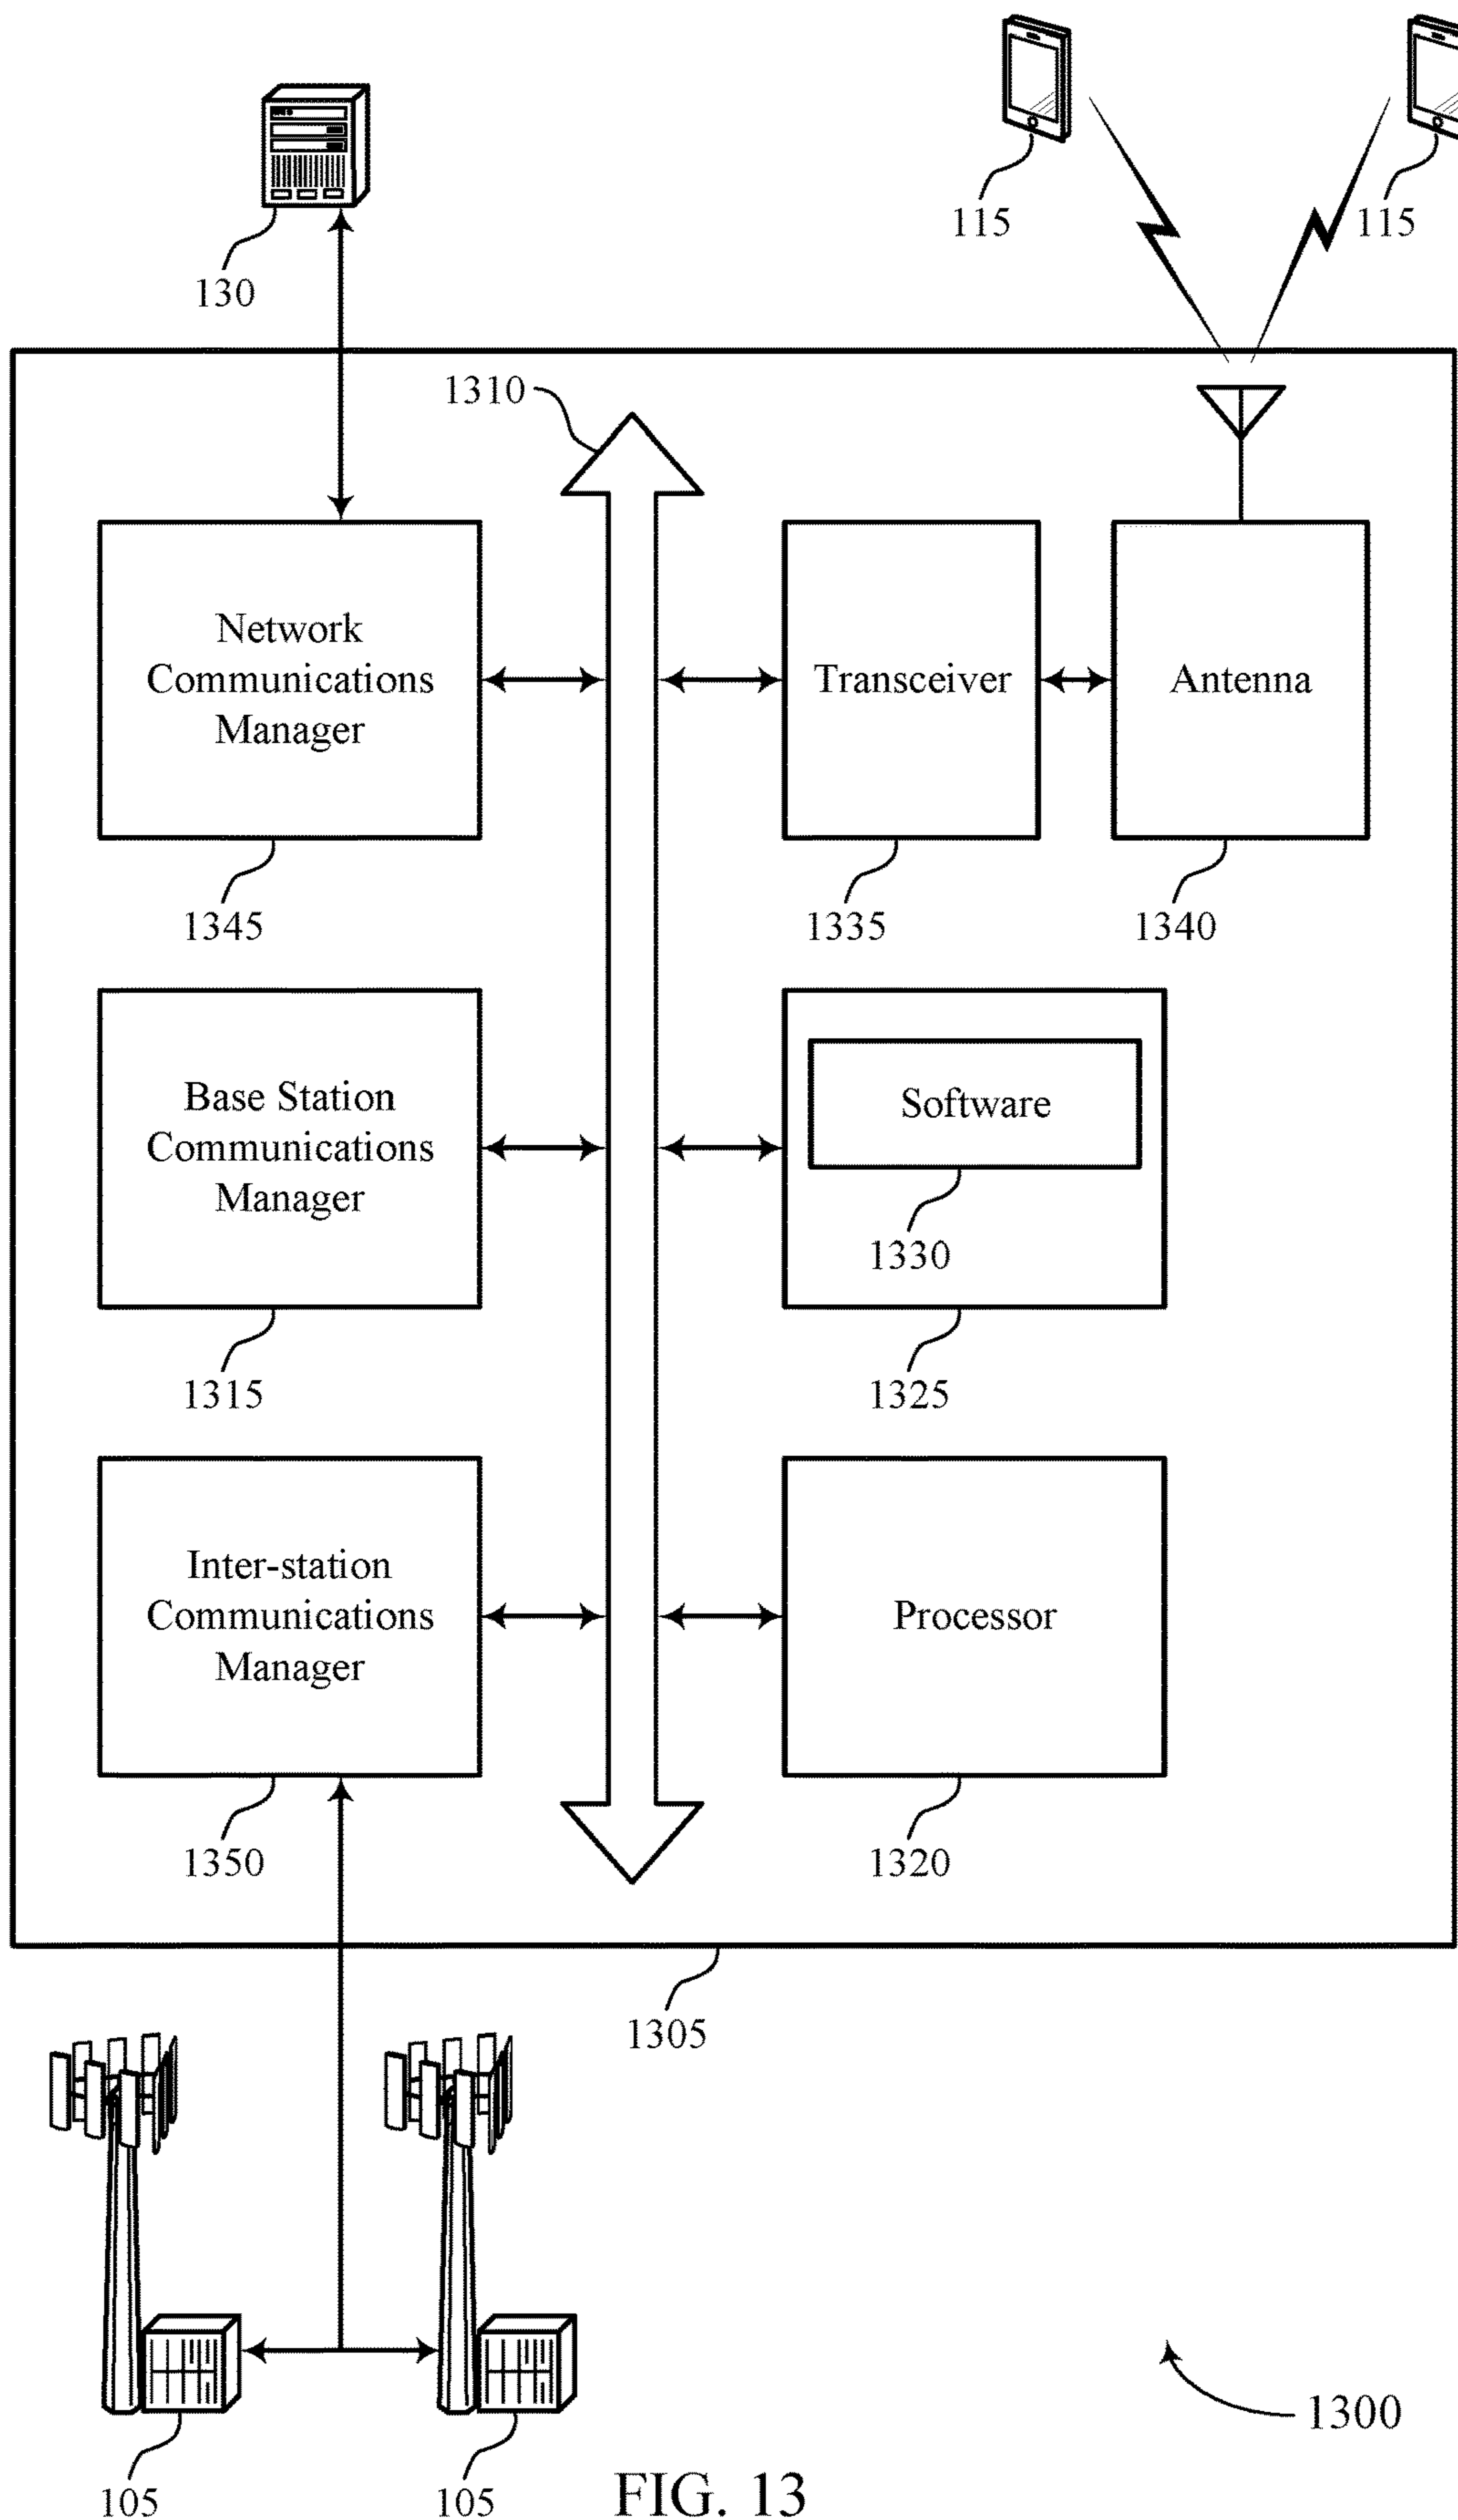 115
115
130
1310
Network
Communications
Manager
Transceiver
Antenna
1345
1335
1340
Base Station
Communications
Manager
Software
1330
1315
1325
Inter-station
Communications
Manager
Processor
1350
1320
1305
1300
105
105
FIG. 13